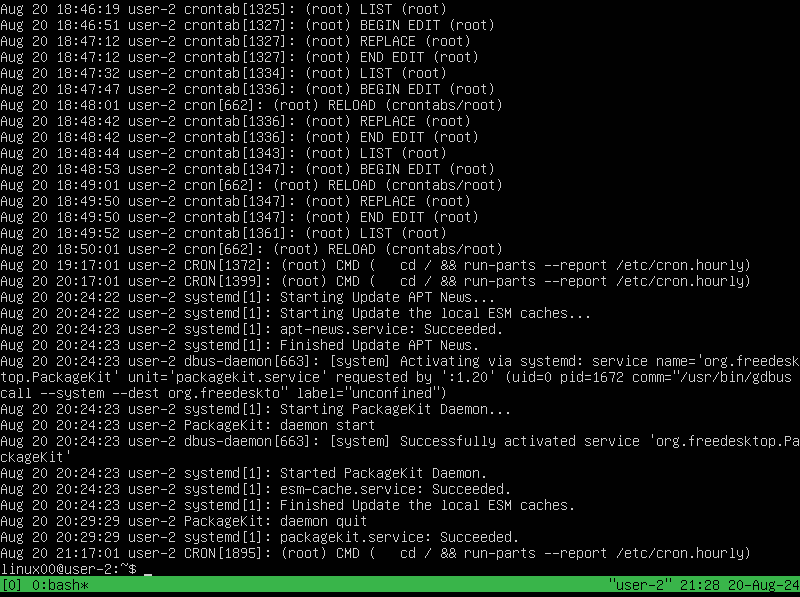 Aug 20 18:46:19 user-2 crontab[1325]: (root) LIST (root)
Aug 20 18:46:51 user-2 crontab[1327]: (root) BEGIN EDIT (root)
Aug 20 18:47:12 user-2 crontab[1327]: (root) REPLACE (root)
Aug 20 18:47:12 user-2 crontab[1327]: (root) END EDIT (root)
Aug 20 18:47:32 user-2 crontab[1334]: (root) LIST (root)
Aug 20 18:47:47 user-2 crontab[1336]: (root) BEGIN EDIT (root)
Aug 20 18:48:01 user-2 cron[662]: (root) RELOAD (crontabs/root)
Aug 20 18:48:42 user-2 crontab[1336]: (root) REPLACE (root)
Aug 20 18:48:42 user-2 crontab[1336]: (root) END EDIT (root)
Aug 20 18:48:44 user-2 crontab[1343]: (root) LIST (root)
Aug 20 18:48:53 user-2 crontab[1347]: (root) BEGIN EDIT (root)
Aug 20 18:49:01 user-2 cron[662]: (root) RELOAD (crontabs/root)
Aug 20 18:49:50 user-2 crontab[1347]: (root) REPLACE (root)
Aug 20 18:49:50 user-2 crontab[1347]: (root) END EDIT (root)
Aug 20 18:49:52 user-2 crontab[1361]: (root) LIST (root)
Aug 20 18:50:01 user-2 cron[662]: (root) RELOAD (crontabs/root)
Aug 20 19:17:01 user-2 CRON[1372]: (root) CMD (   cd / && run-parts --report /etc/cron.hourly)
Aug 20 20:17:01 user-2 CRON[1399]: (root) CMD (   cd / && run-parts --report /etc/cron.hourly)
Aug 20 20:24:22 user-2 systemd[1]: Starting Update APT News...
Aug 20 20:24:22 user-2 systemd[1]: Starting Update the local ESM caches...
Aug 20 20:24:23 user-2 systemd[1]: apt-news.service: Succeeded.
Aug 20 20:24:23 user-2 systemd[1]: Finished Update APT News.
Aug 20 20:24:23 user-2 dbus-daemon[663]: [system] Activating via systemd: service name='org.freedesk
top.PackageKit' unit='packagekit.service' requested by ':1.20' (uid=0 pid=1672 comm="/usr/bin/gdbus
call --system --dest org.freedeskto" label="unconfined")
Aug 20 20:24:23 user-2 systemd[1]: Starting PackageKit Daemon...
Aug 20 20:24:23 user-2 PackageKit: daemon start
Aug 20 20:24:23 user-2 dbus-daemon[663]: [system] Successfully activated service 'org.freedesktop.Pa
ckageKit'
Aug 20 20:24:23 user-2 systemd[1]: Started PackageKit Daemon.
Aug 20 20:24:23 user-2 systemd[1]: esm-cache.service: Succeeded.
Aug 20 20:24:23 user-2 systemd[1]: Finished Update the local ESM caches.
Aug 20 20:29:29 user-2 PackageKit: daemon quit
Aug 20 20:29:29 user-2 systemd[1]: packagekit.service: Succeeded.
Aug 20 21:17:01 user-2 CRON[1895]: (root) CMD (   cd / && run-parts --report /etc/cron.hourly)
linux00@user-2:~$ _
[0] 0:bash* "user-2" 21:28 20-Aug-24